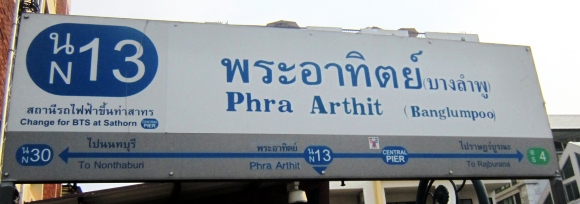 น
N 13
พระอาทิตย์ (บางลำพู)
Phra Arthit (Banglumpoo)
สถานีรถไฟฟ้าขึ้นท่าสาทร
Change for BTS at Sathorn CENTRAL PIER
น
N 30
ไปนนทบุรี
To Nonthaburi
พระอาทิตย์
Phra Arthit
น
N 13
CENTRAL
PIER
ไปราษฎร์บูรณะ
To Rajburana
4